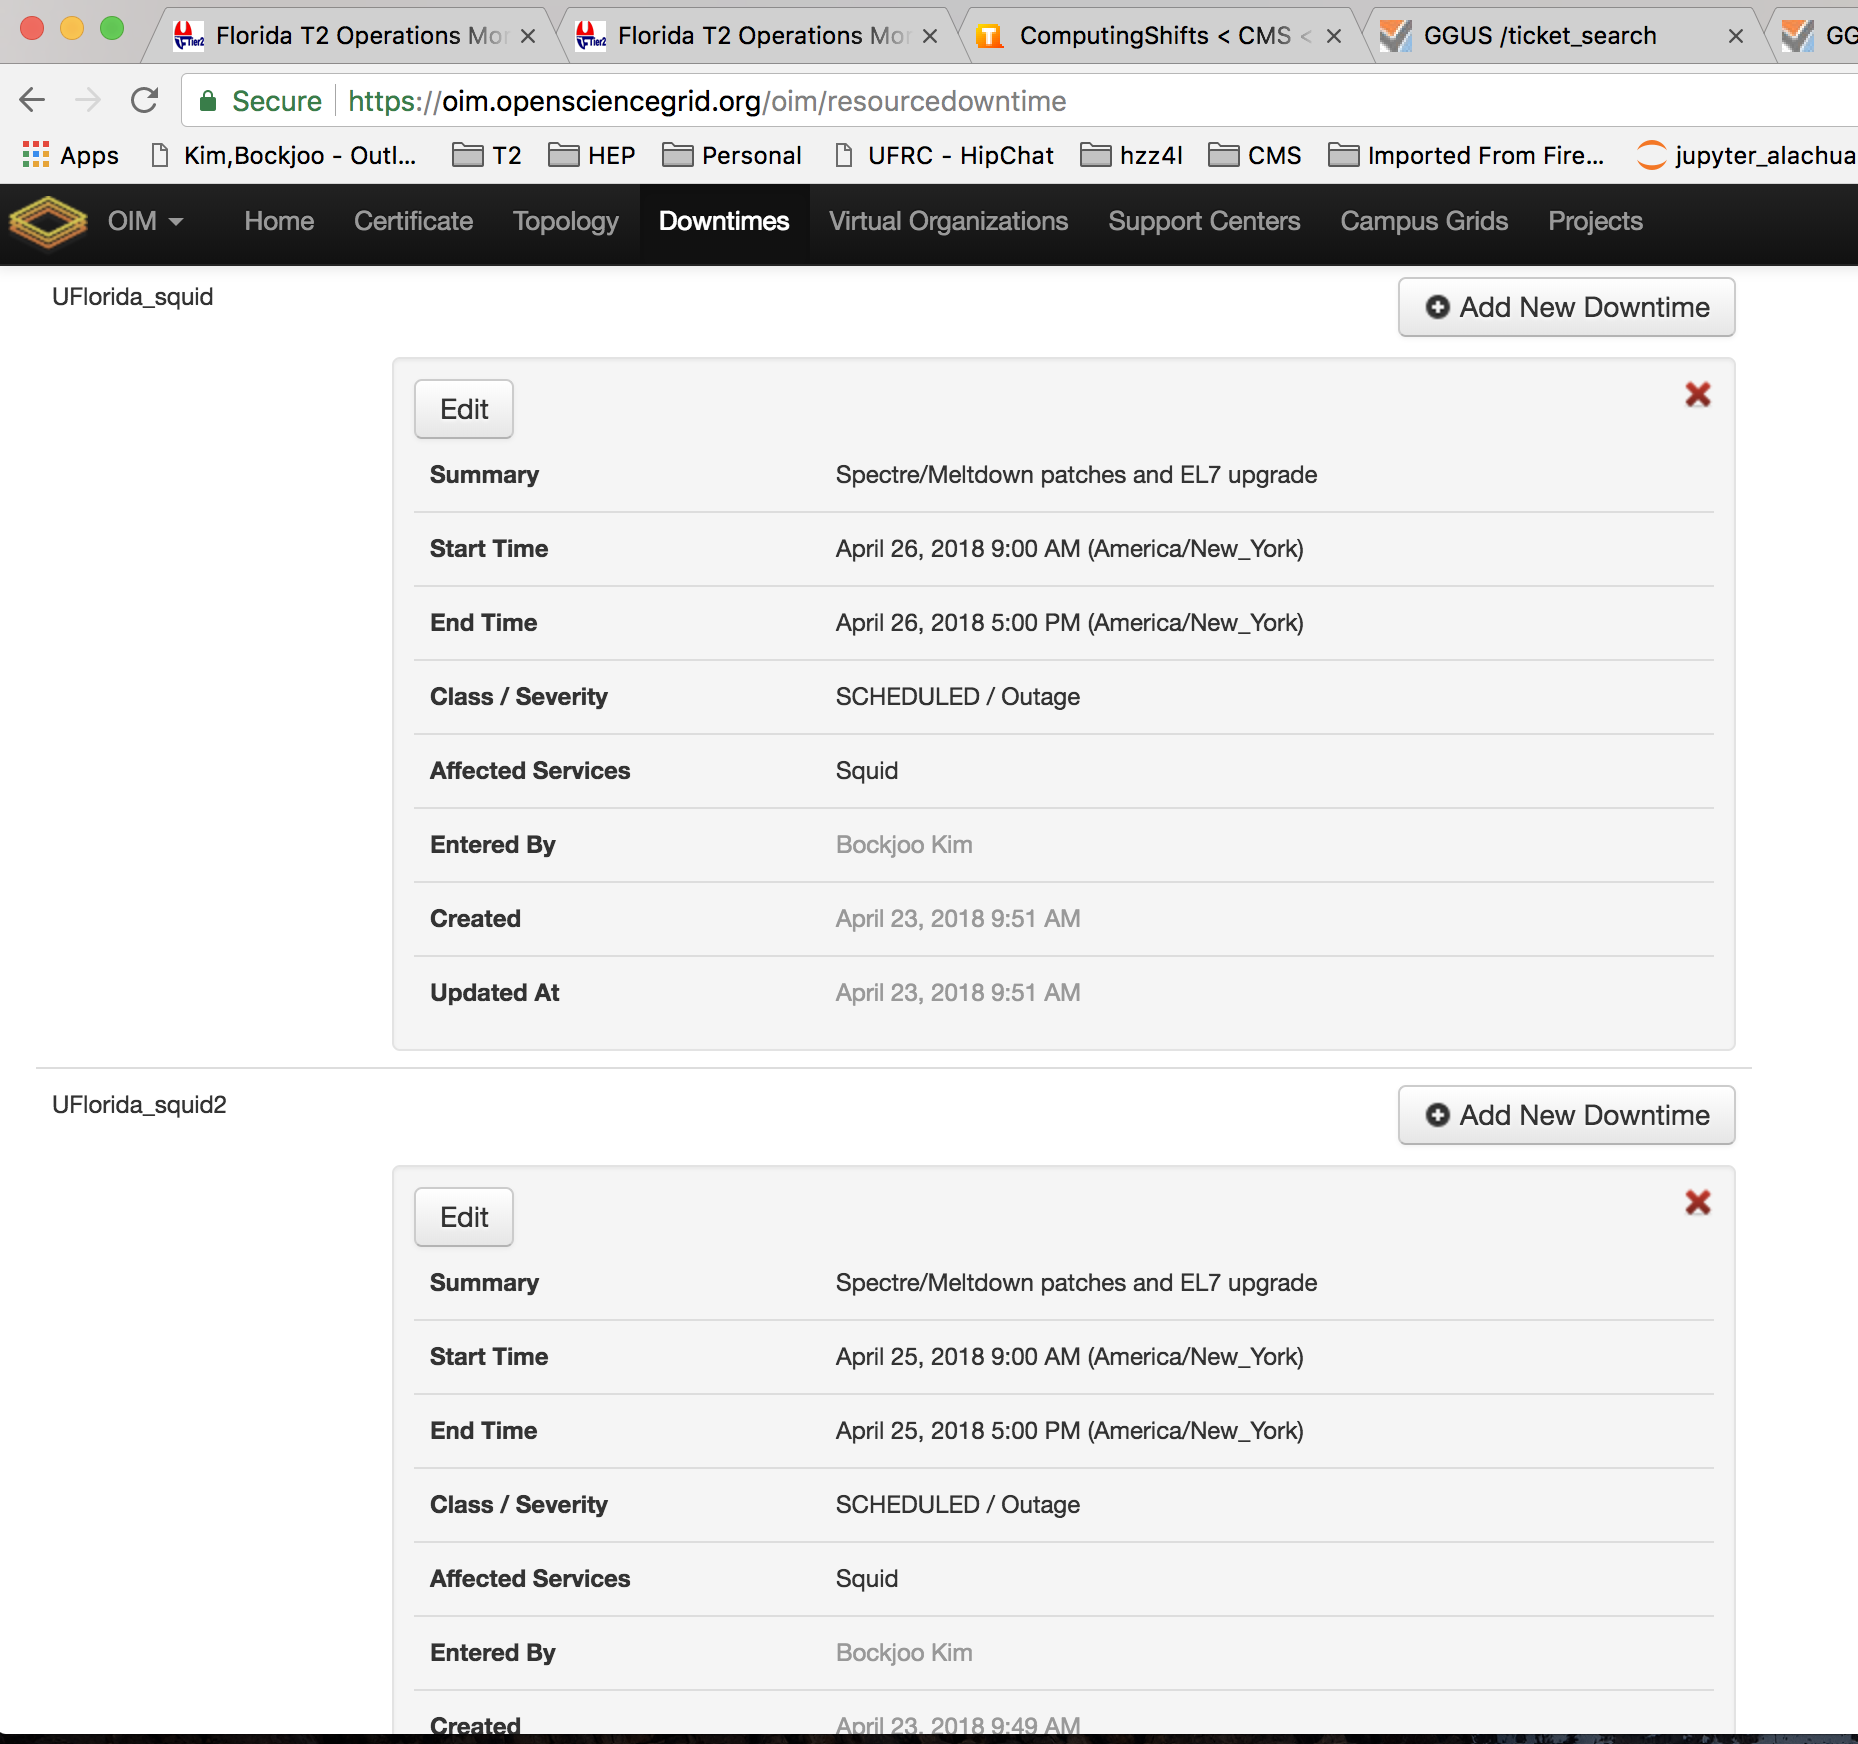 Florida T2 Operations Mor
Florida T2 Operations Mor
ComputingShifts < CMS <
GGUS /ticket_search
GG
Secure https://oim.opensciencegrid.org/oim/resourcedowntime
Apps Kim,Bockjoo - Outl... T2 HEP Personal UFRC - HipChat hzz4l CMS Imported From Fire... jupyter_alachua
OIM Home Certificate Topology Downtimes Virtual Organizations Support Centers Campus Grids Projects
UFlorida_squid Add New Downtime
Edit
Summary Spectre/Meltdown patches and EL7 upgrade
Start Time April 26, 2018 9:00 AM (America/New_York)
End Time April 26, 2018 5:00 PM (America/New_York)
Class / Severity SCHEDULED / Outage
Affected Services Squid
Entered By Bockjoo Kim
Created April 23, 2018 9:51 AM
Updated At April 23, 2018 9:51 AM
UFlorida_squid2 Add New Downtime
Edit
Summary Spectre/Meltdown patches and EL7 upgrade
Start Time April 25, 2018 9:00 AM (America/New_York)
End Time April 25, 2018 5:00 PM (America/New_York)
Class / Severity SCHEDULED / Outage
Affected Services Squid
Entered By Bockjoo Kim
Created April 23, 2018 9:49 AM